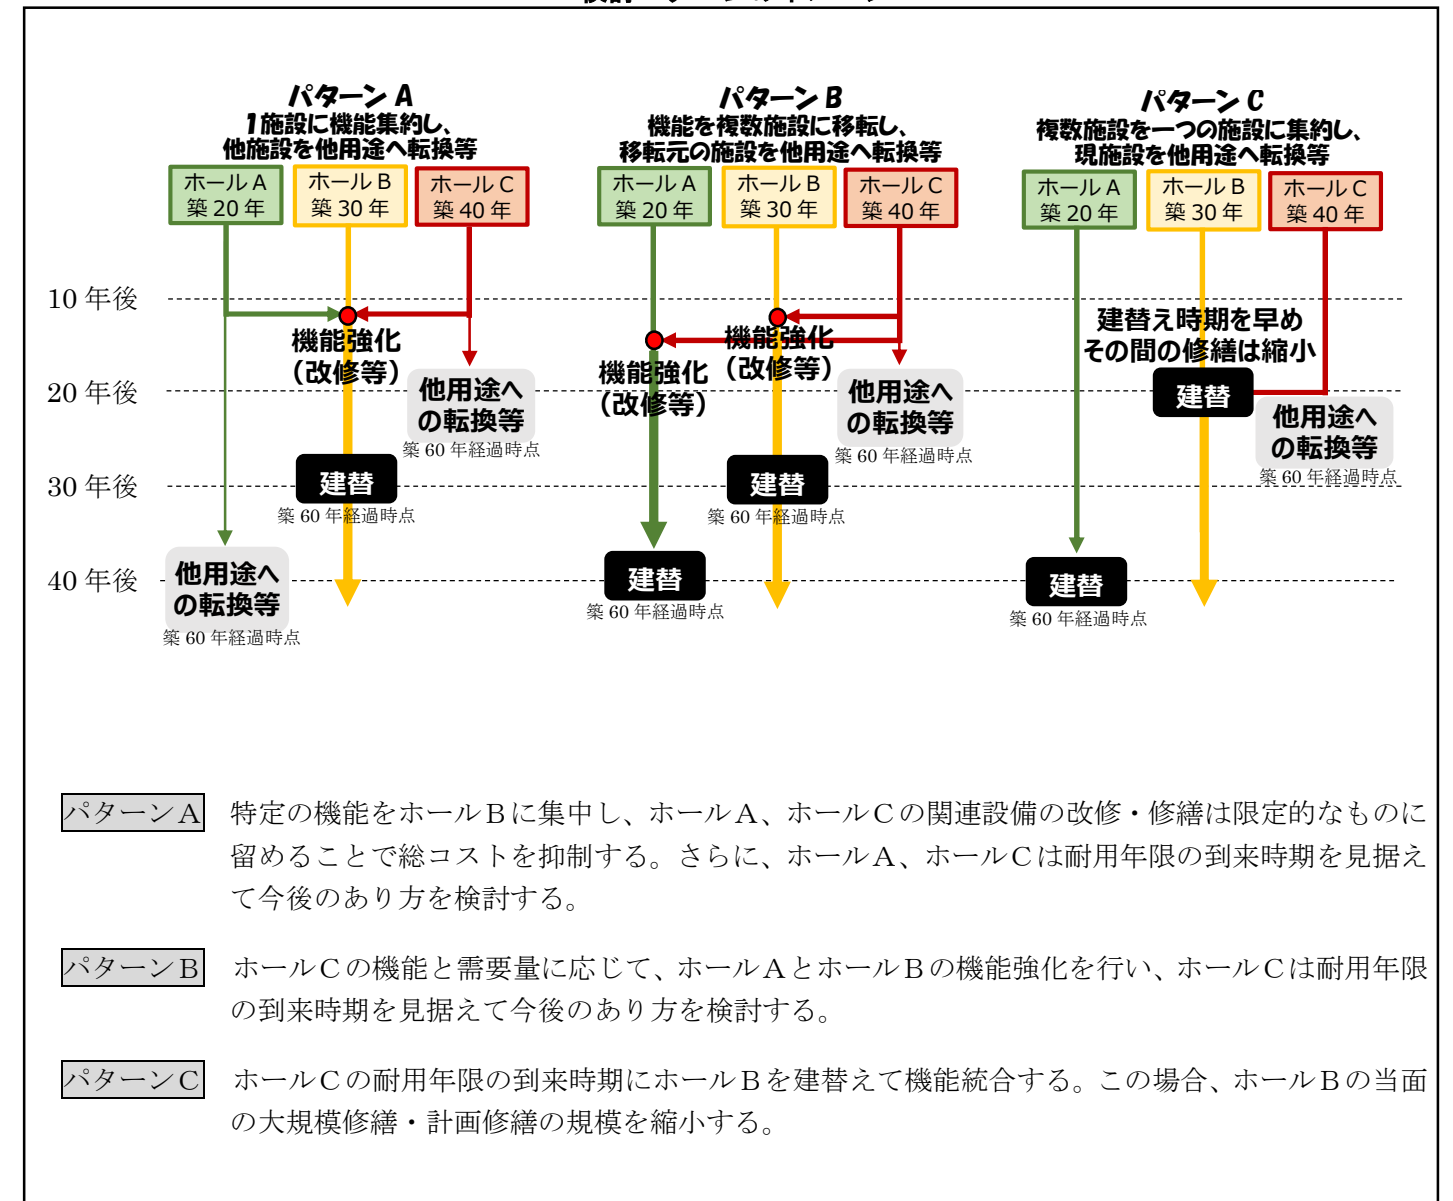 パターン A
1施設に機能集約し、
他施設を他用途へ転換等
ホール A
築 20 年
ホール B
築 30 年
ホール C
築 40 年
パターン B
機能を複数施設に移転し、
移転元の施設を他用途へ転換等
ホール A
築 20 年
ホール B
築 30 年
ホール C
築 40 年
パターン C
複数施設を一つの施設に集約し、
現施設を他用途へ転換等
ホール A
築 20 年
ホール B
築 30 年
ホール C
築 40 年
10 年後
20 年後
30 年後
40 年後
機能強化
（改修等）
他用途へ
の転換等
築 60 年経過時点
建替
築 60 年経過時点
他用途へ
の転換等
築 60 年経過時点
機能強化
（改修等）
機能強化
（改修等）
他用途へ
の転換等
築 60 年経過時点
建替
築 60 年経過時点
建替
築 60 年経過時点
建替え時期を早め
その間の修繕は縮小
建替
他用途へ
の転換等
築 60 年経過時点
建替
築 60 年経過時点
パターンＡ 特定の機能をホールＢに集中し、ホールＡ、ホールＣの関連設備の改修・修繕は限定的なものに
留めることで総コストを抑制する。さらに、ホールＡ、ホールＣは耐用年限の到来時期を見据え
て今後のあり方を検討する。
パターンＢ ホールＣの機能と需要量に応じて、ホールＡとホールＢの機能強化を行い、ホールＣは耐用年限
の到来時期を見据えて今後のあり方を検討する。
パターンＣ ホールＣの耐用年限の到来時期にホールＢを建替えて機能統合する。この場合、ホールＢの当面
の大規模修繕・計画修繕の規模を縮小する。